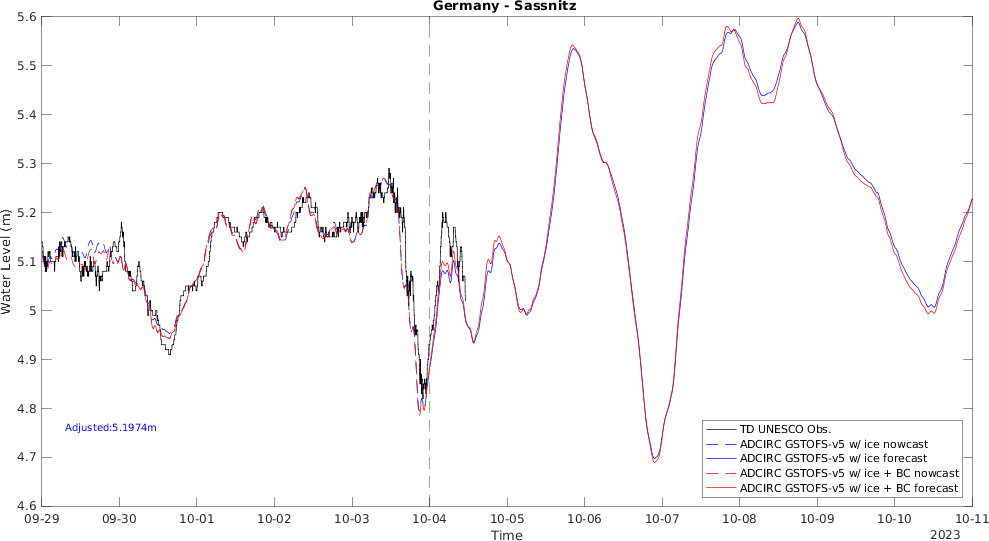 Germany - Sassnitz
5.6
5.5
5.4
5.3
5.2
5.1
5
4.9
4.8
4.7
4.6
Water Level (m)
Adjusted:5.1974m
TD UNESCO Obs.
ADCIRC GSTOFS-v5 w/ ice nowcast
ADCIRC GSTOFS-v5 w/ ice forecast
ADCIRC GSTOFS-v5 w/ ice + BC nowcast
ADCIRC GSTOFS-v5 w/ ice + BC forecast
09-29 09-30 10-01 10-02 10-03 10-04 10-05 10-06 10-07 10-08 10-09 10-10 10-11
Time
2023